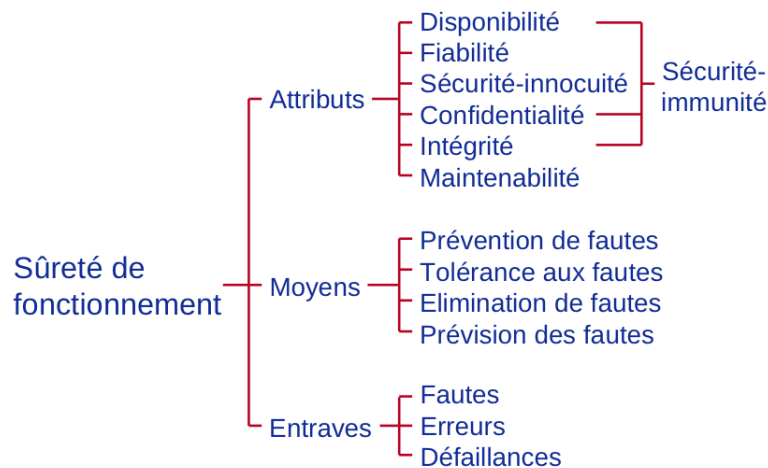 Disponibilité
Fiabilité
Sécurité-innocuité
Confidentialité
Intégrité
Maintenabilité
Sécurité-
immunité
Attributs
Sûreté de
fonctionnement
Moyens
Prévention de fautes
Tolérance aux fautes
Elimination de fautes
Prévision des fautes
Entraves
Fautes
Erreurs
Défaillances